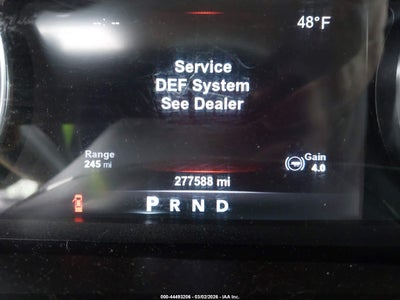 48°F
Service
DEF System
See Dealer
Range
245 mi
Gain
4.0
277588 mi
P R N D
000-44493206 - 03/02/2026 - IAA Inc.